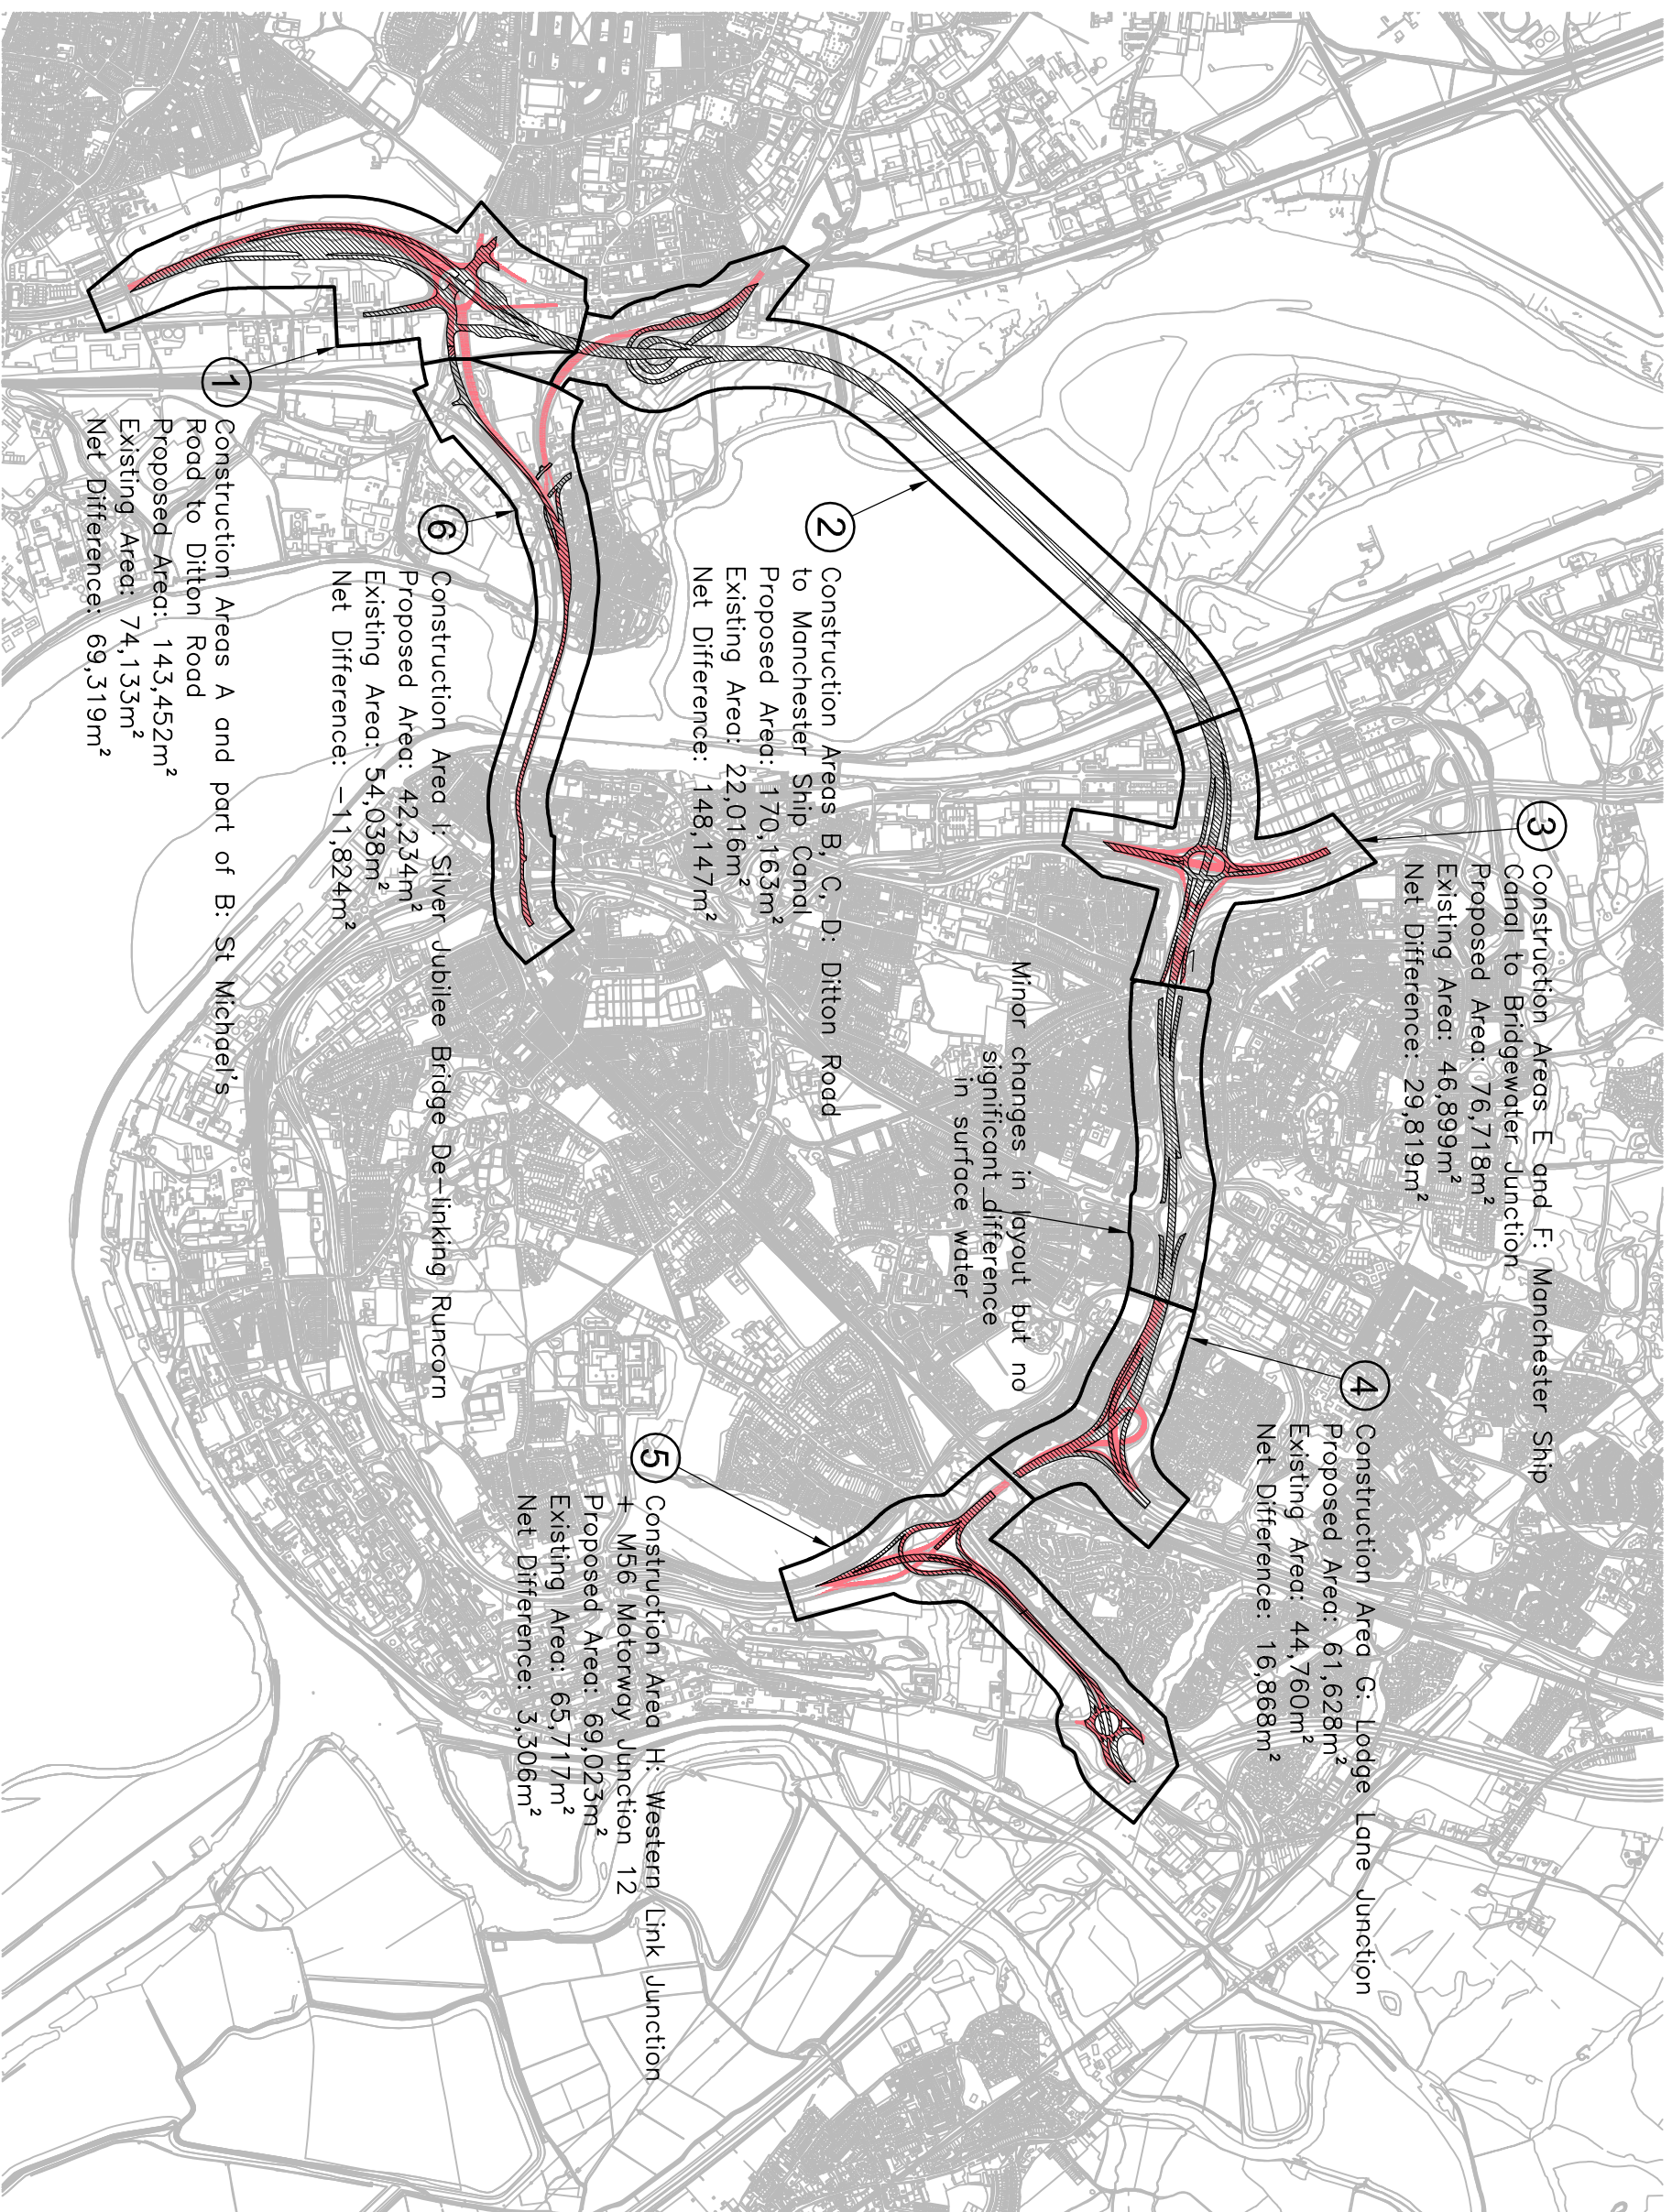 1
Construction Areas A and part of B: St Michael's
Road to Ditton Road
Proposed Area: 143,452m²
Existing Area: 74,133m²
Net Difference: 69,319m²
2
Construction Areas B, C, D: Ditton Road
to Manchester Ship Canal
Proposed Area: 170,163m²
Existing Area: 22,016m²
Net Difference: 148,147m²
3
Construction Areas E and F: Manchester Ship
Canal to Bridgewater Junction
Proposed Area: 76,718m²
Existing Area: 46,899m²
Net Difference: 29,819m²
Minor changes in layout but no
significant difference
in surface water
4
Construction Area G: Lodge Lane Junction
Proposed Area: 61,628m²
Existing Area: 44,760m²
Net Difference: 16,868m²
5
Construction Area H: Western Link Junction
+ M56 Motorway Junction 12
Proposed Area: 69,023m²
Existing Area: 65,717m²
Net Difference: 3,306m²
6
Construction Area I: Silver Jubilee Bridge De-linking Runcorn
Proposed Area: 42,234m²
Existing Area: 54,038m²
Net Difference: -11,824m²